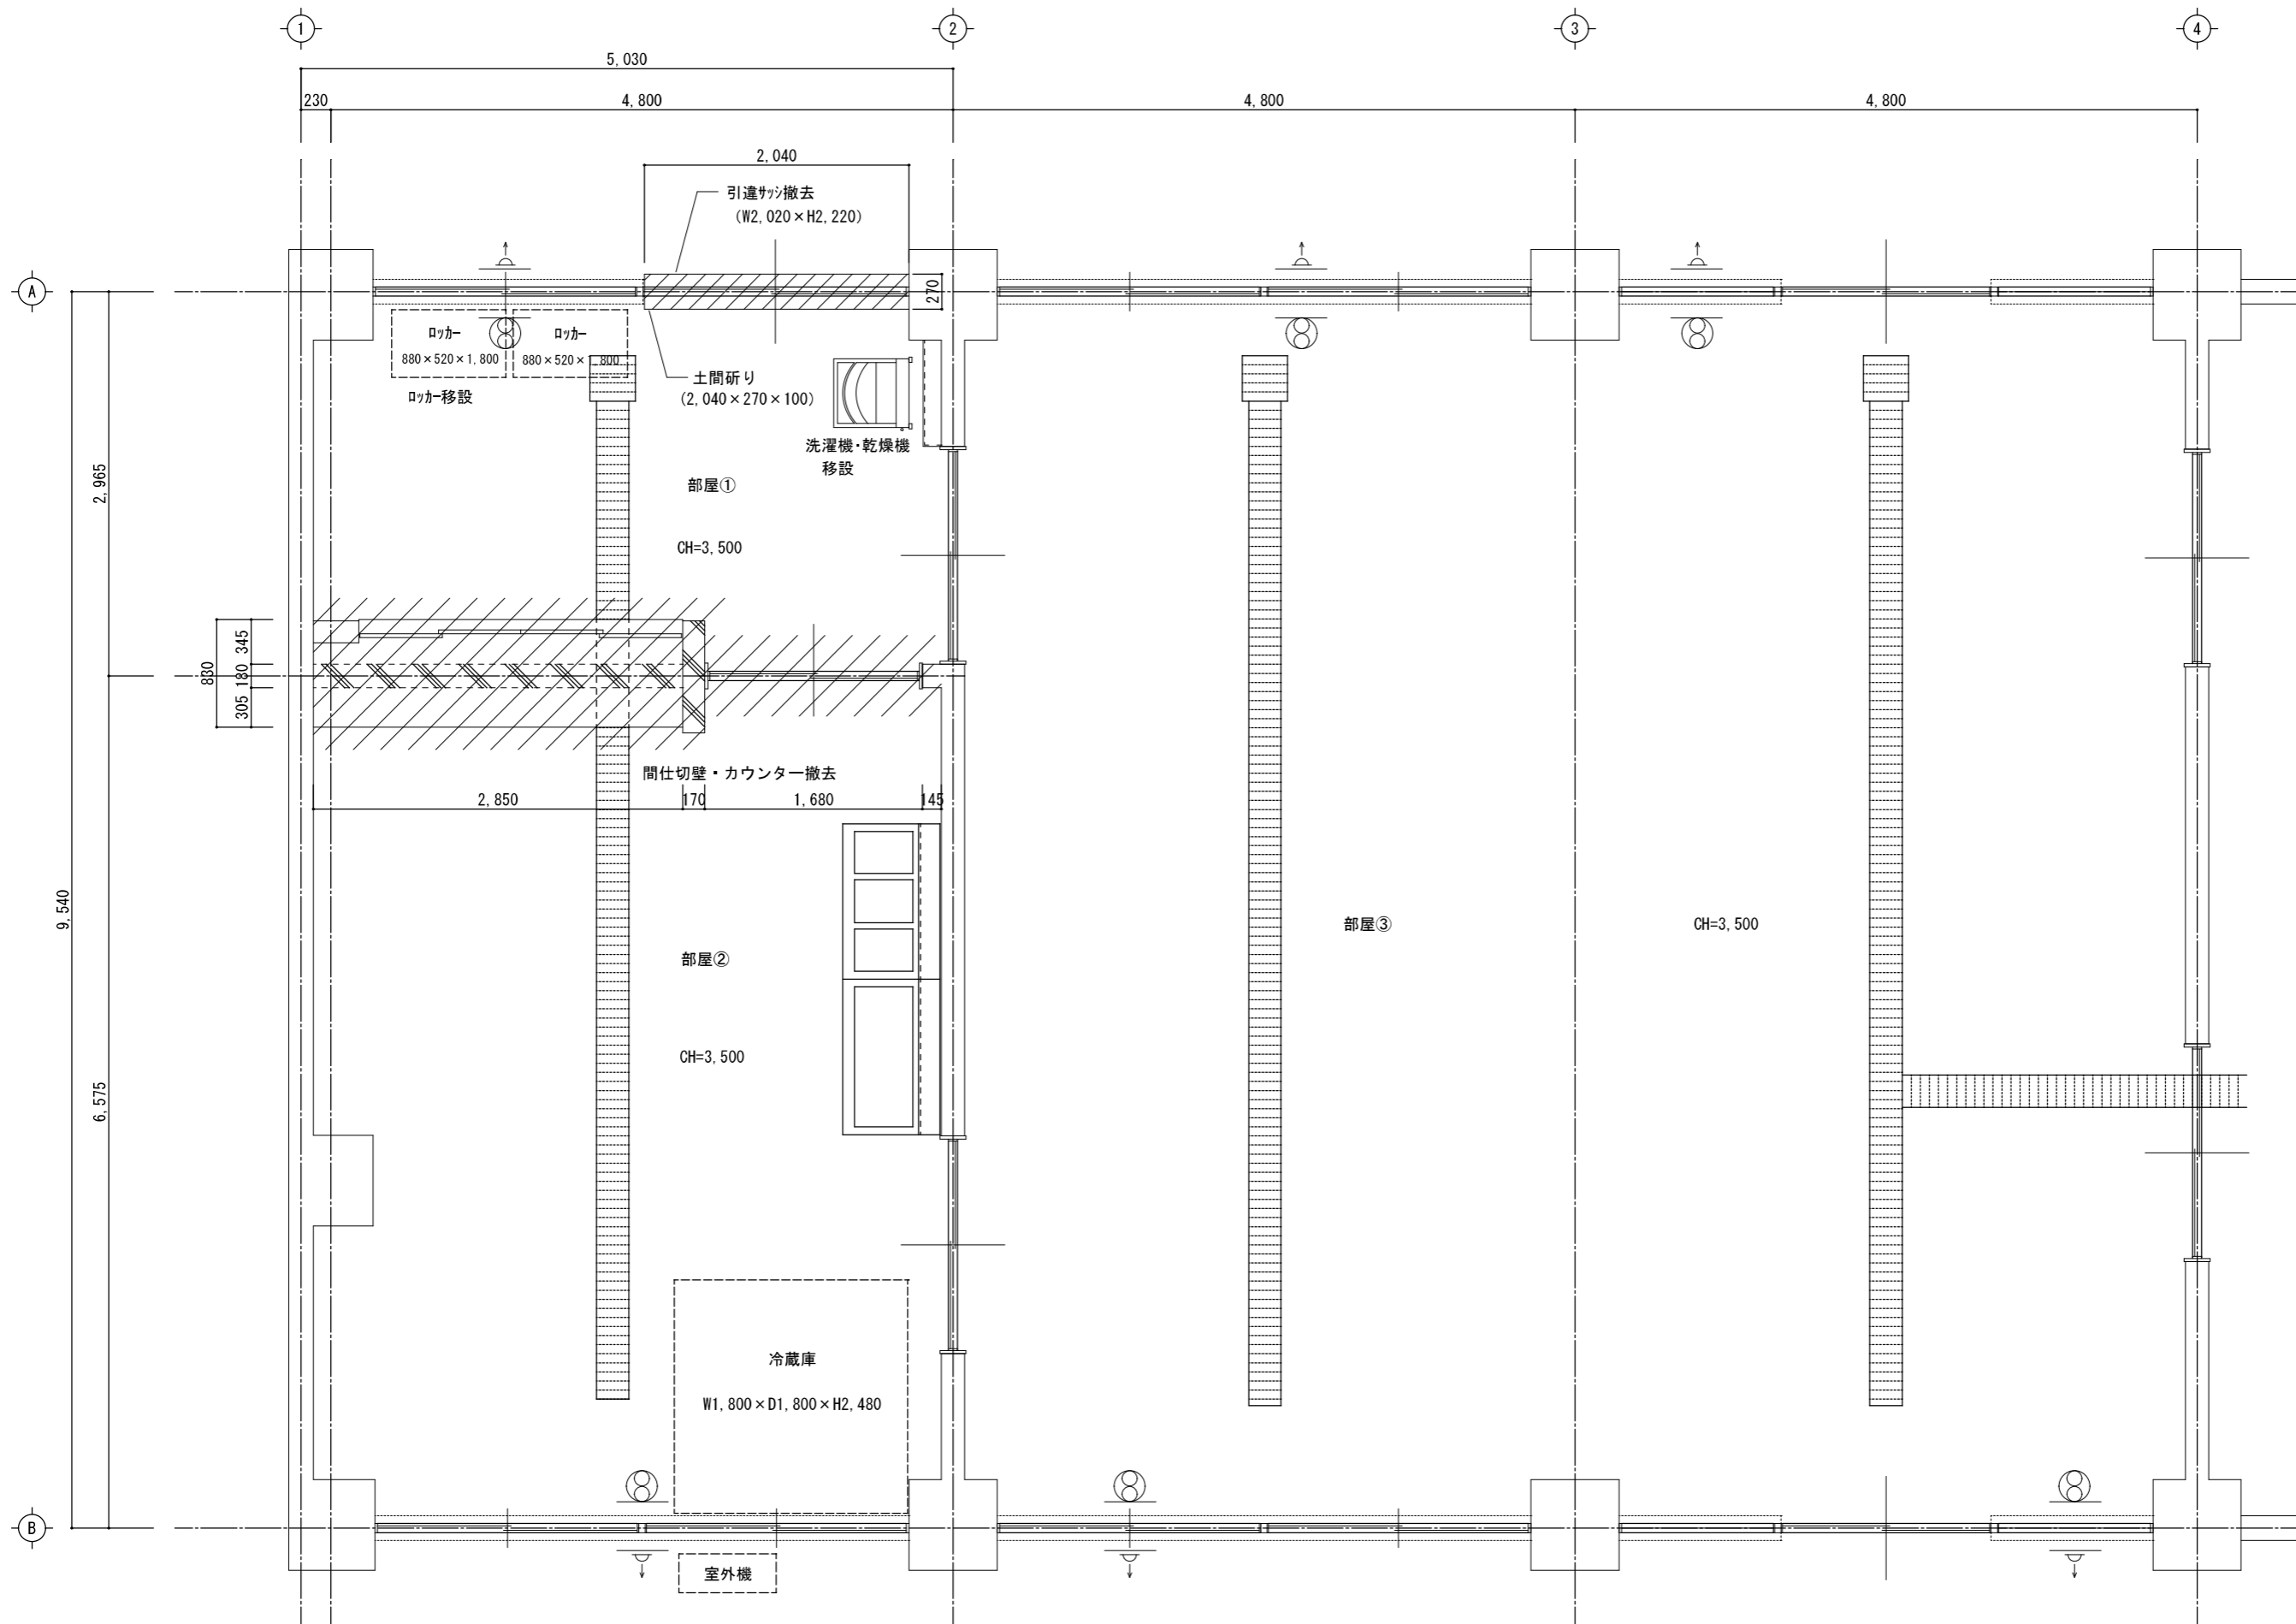 1
2
3
4
5,030
230
4,800
4,800
4,800
2,040
引違サッシ撤去
(W2,020×H2,220)
A
270
ロッカー
880×520×1,800
ロッカー
880×520×1,800
ロッカー移設
土間斫り
(2,040×270×100)
洗濯機・乾燥機
移設
2,965
部屋①
CH=3,500
830
345
180
305
間仕切壁・カウンター撤去
2,850
170
1,680
145
9,540
部屋③
CH=3,500
部屋②
CH=3,500
6,575
冷蔵庫
W1,800×D1,800×H2,480
B
室外機